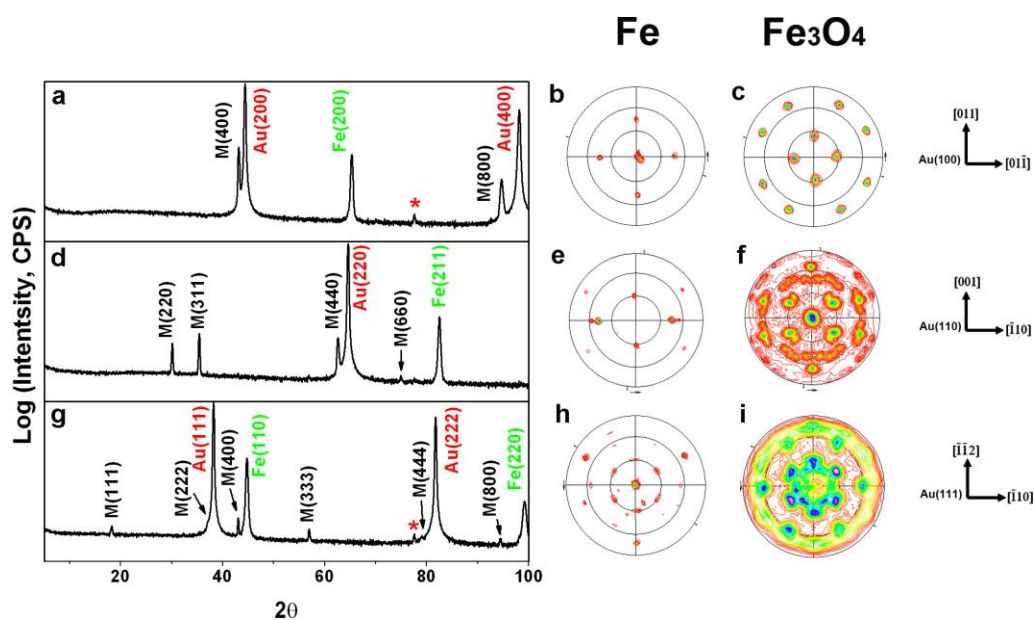 Fe
Fe3O4
a
M(400)
Au(200)
Fe(200)
*
M(800)
Au(400)
b
c
[011]
Au(100)
[011̄]
d
M(220)
M(311)
M(440)
Au(220)
M(660)
Fe(211)
e
f
[001]
Au(110)
[1̄10]
g
M(111)
M(222)
Au(111)
M(400)
Fe(110)
M(333)
*
M(444)
Au(222)
M(800)
Fe(220)
h
i
[1̄1̄2]
Au(111)
[1̄10]
Log (Intentsity, CPS)
20
40
60
80
100
2θ